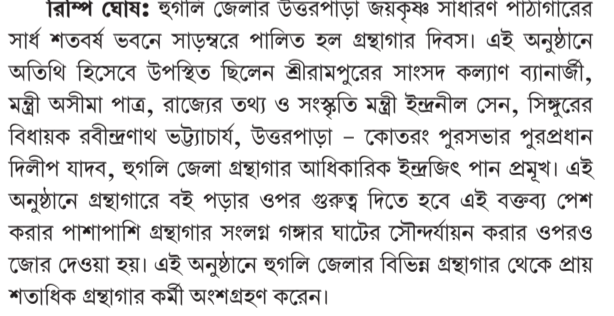 রিম্পি ঘোষ: হুগলি জেলার উত্তরপাড়া জয়কৃষ্ণ সাধারণ পাঠাগারের
সার্ধ শতবর্ষ ভবনে সাড়ম্বরে পালিত হল গ্রন্থাগার দিবস। এই অনুষ্ঠানে
অতিথি হিসেবে উপস্থিত ছিলেন শ্রীরামপুরের সাংসদ কল্যাণ ব্যানার্জী,
মন্ত্রী অসীমা পাত্র, রাজ্যের তথ্য ও সংস্কৃতি মন্ত্রী ইন্দ্রনীল সেন, সিঙ্গুরের
বিধায়ক রবীন্দ্রণাথ ভট্ট্যাচার্য, উত্তরপাড়া – কোতরং পুরসভার পুরপ্রধান
দিলীপ যাদব, হুগলি জেলা গ্রন্থাগার আধিকারিক ইন্দ্রজিৎ পান প্রমূখ। এই
অনুষ্ঠানে গ্রন্থাগারে বই পড়ার ওপর গুরুত্ব দিতে হবে এই বক্তব্য পেশ
করার পাশাপাশি গ্রন্থাগার সংলগ্ন গঙ্গার ঘাটের সৌন্দর্যায়ন করার ওপরও
জোর দেওয়া হয়। এই অনুষ্ঠানে হুগলি জেলার বিভিন্ন গ্রন্থাগার থেকে প্রায়
শতাধিক গ্রন্থাগার কর্মী অংশগ্রহণ করেন।